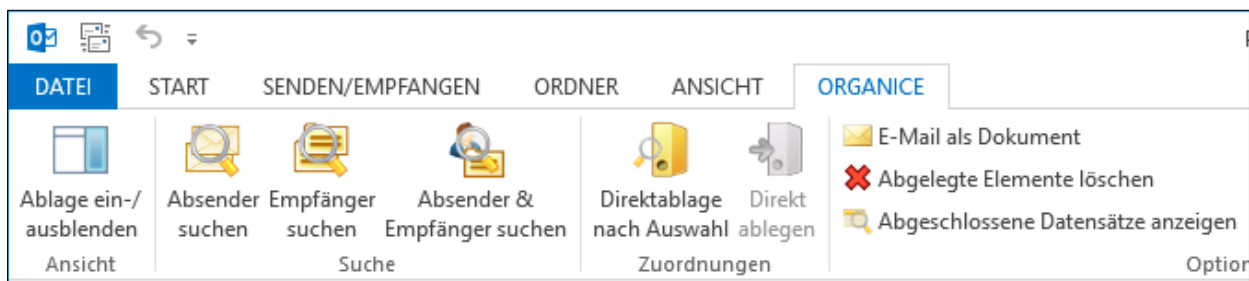 DATEI START SENDEN/EMPFANGEN ORDNER ANSICHT ORGANICE
Ablage ein-/
ausblenden
Ansicht
Absender
suchen
Empfänger
suchen
Absender &
Empfänger suchen
Suche
Direktablage
nach Auswahl
Direkt
ablegen
Zuordnungen
E-Mail als Dokument
Abgelegte Elemente löschen
Abgeschlossene Datensätze anzeigen
Option